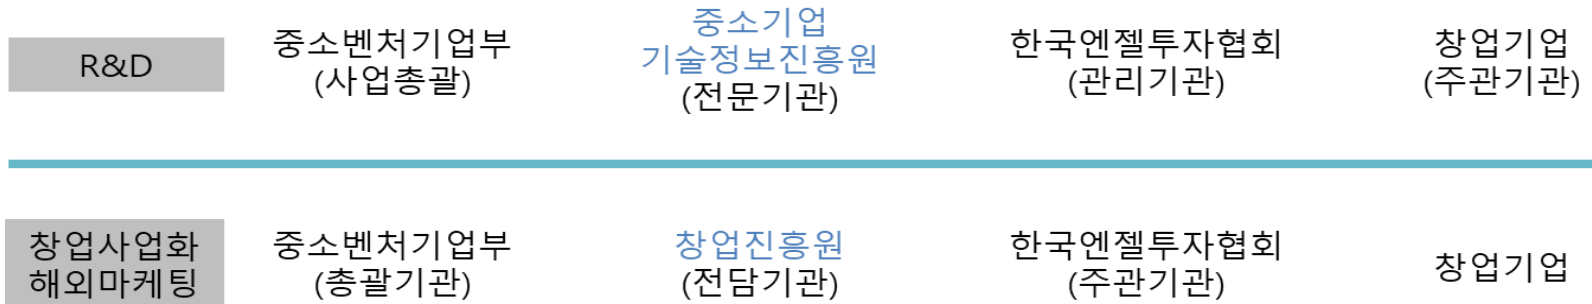 R&D
중소벤처기업부
(사업총괄)
중소기업
기술정보진흥원
(전문기관)
한국엔젤투자협회
(관리기관)
창업기업
(주관기관)
창업사업화
해외마케팅
중소벤처기업부
(총괄기관)
창업진흥원
(전담기관)
한국엔젤투자협회
(주관기관)
창업기업